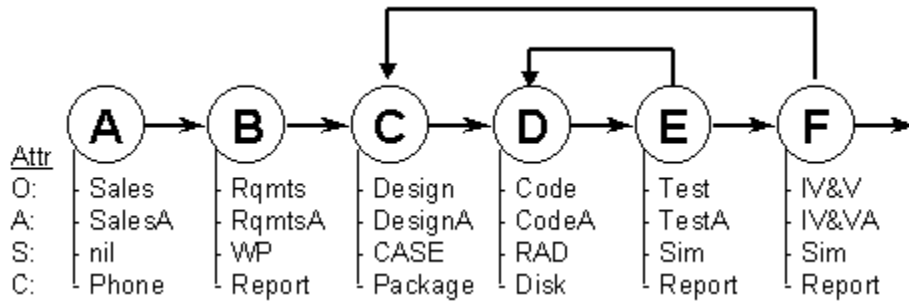 A B C D E F
Attr
O: Sales Rqmts Design Code Test IV&V
A: SalesA RqmtsA DesignA CodeA TestA IV&VA
S: nil WP CASE RAD Sim Sim
C: Phone Report Package Disk Report Report